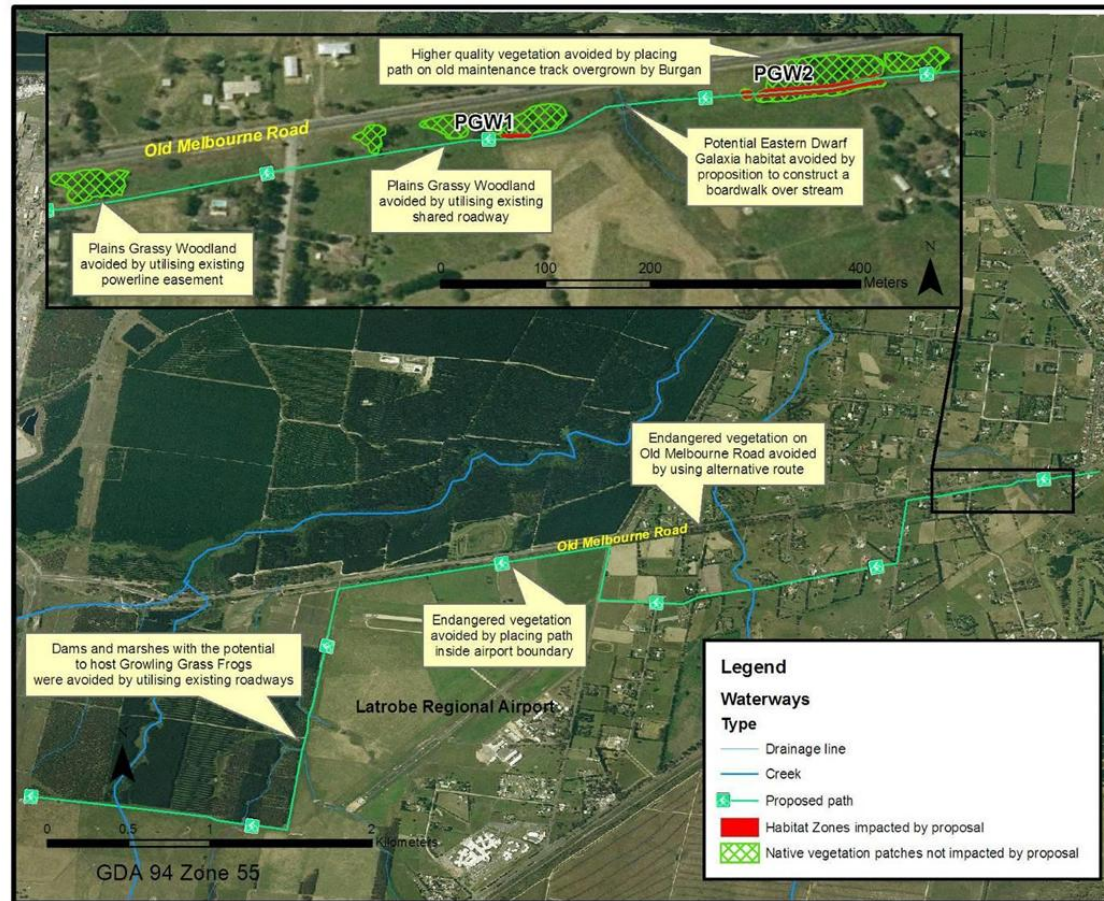 Higher quality vegetation avoided by placing
path on old maintenance track overgrown by Burgan
PGW2
PGW1
Old Melbourne Road
Potential Eastern Dwarf
Galaxia habitat avoided by
proposition to construct a
boardwalk over stream
Plains Grassy Woodland
avoided by utilising existing
shared roadway
Plains Grassy Woodland
avoided by utilising existing
powerline easement
N
0 100 200 400
Meters
Endangered vegetation on
Old Melbourne Road avoided
by using alternative route
Old Melbourne Road
Endangered vegetation
avoided by placing path
inside airport boundary
Dams and marshes with the potential
to host Growling Grass Frogs
were avoided by utilising existing roadways
Latrobe Regional Airport
N
0 0.5 1 2
Kilometers
GDA 94 Zone 55
Legend
Waterways
Type
Drainage line
Creek
Proposed path
Habitat Zones impacted by proposal
Native vegetation patches not impacted by proposal